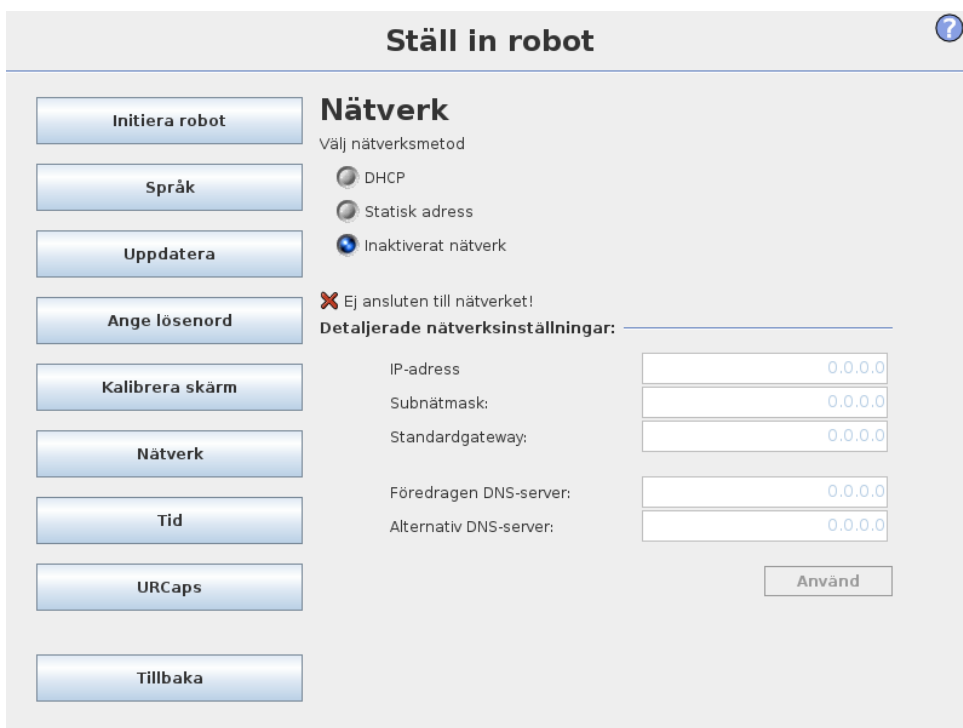 Ställ in robot
?
Initiera robot
Språk
Uppdatera
Ange lösenord
Kalibrera skärm
Nätverk
Tid
URCaps
Tillbaka
Nätverk
Välj nätverksmetod
DHCP
Statisk adress
Inaktiverat nätverk
Ej ansluten till nätverket!
Detaljerade nätverksinställningar:
IP-adress 0.0.0.0
Subnätmask: 0.0.0.0
Standardgateway: 0.0.0.0
Föredragen DNS-server: 0.0.0.0
Alternativ DNS-server: 0.0.0.0
Använd